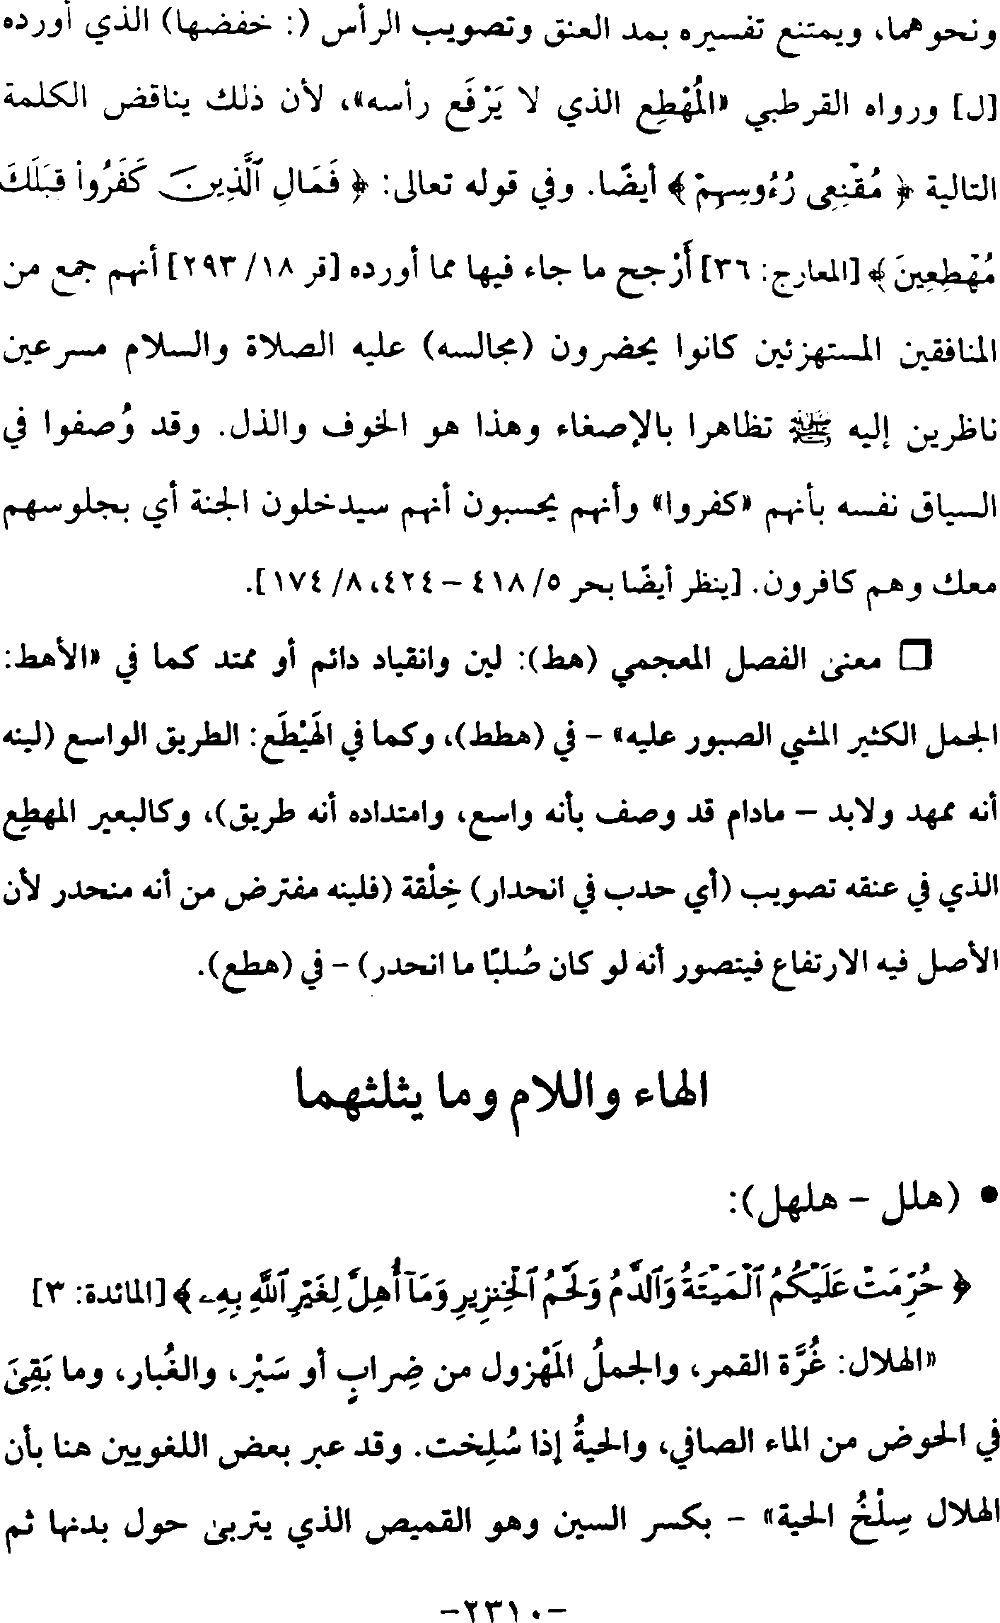 ونحوهما، ويمتنع تفسيره بمد العنق وتصويب الرأس (: خفضها) الذي أورده
[ل] ورواه القرطبي «المُهْطِع الذي لا يَرْفَع رأسه»، لأن ذلك يناقض الكلمة
التالية ﴿ مُقْنِعِى رُءُوسِهِمْ ﴾ أيضًا. وفي قوله تعالى: ﴿ فَمَالِ ٱلَّذِينَ كَفَرُوا۟ قِبَلَكَ
مُهْطِعِينَ ﴾ [المعارج: ٣٦] أَرْجح ما جاء فيها مما أورده [قر ١٨/ ٢٩٣] أنهم جمع من
المنافقين المستهزئين كانوا يحضرون (مجالسه) عليه الصلاة والسلام مسرعين
ناظرين إليه ﷺ تظاهرا بالإصغاء وهذا هو الخوف والذل. وقد وُصفوا في
السياق نفسه بأنهم «كفروا» وأنهم يحسبون أنهم سيدخلون الجنة أي بجلوسهم
معك وهم كافرون. [ينظر أيضًا بحر ٥/ ٤١٨ – ٤٢٤، ٨/ ١٧٤].
❒ معنى الفصل المعجمي (هط): لين وانقياد دائم أو ممتد كما في «الأهط:
الجمل الكثير المشي الصبور عليه» – في (هطط)، وكما في الهَيْطَع: الطريق الواسع (لينه
أنه ممهد ولابد – مادام قد وصف بأنه واسع، وامتداده أنه طريق)، وكالبعير المهطِع
الذي في عنقه تصويب (أي حدب في انحدار) خِلْقة (فلينه مفترض من أنه منحدر لأن
الأصل فيه الارتفاع فيتصور أنه لو كان صُلبًا ما انحدر) – في (هطع).
الهاء واللام وما يثلثهما
• (هلل – هلهل):
﴿ حُرِّمَتْ عَلَيْكُمُ ٱلْمَيْتَةُ وَٱلدَّمُ وَلَحْمُ ٱلْخِنزِيرِ وَمَآ أُهِلَّ لِغَيْرِ ٱللَّهِ بِهِۦ ﴾ [المائدة: ٣]
«الهلال: غُرَّة القمر، والجملُ المَهْزول من ضِرابٍ أو سَيْر، والغُبار، وما بَقِىَ
في الحوض من الماء الصافي، والحيةُ إذا سُلِخت. وقد عبر بعض اللغويين هنا بأن
الهلال سِلْخُ الحية» – بكسر السين وهو القميص الذي يتربى حول بدنها ثم
–٢٣١٠–